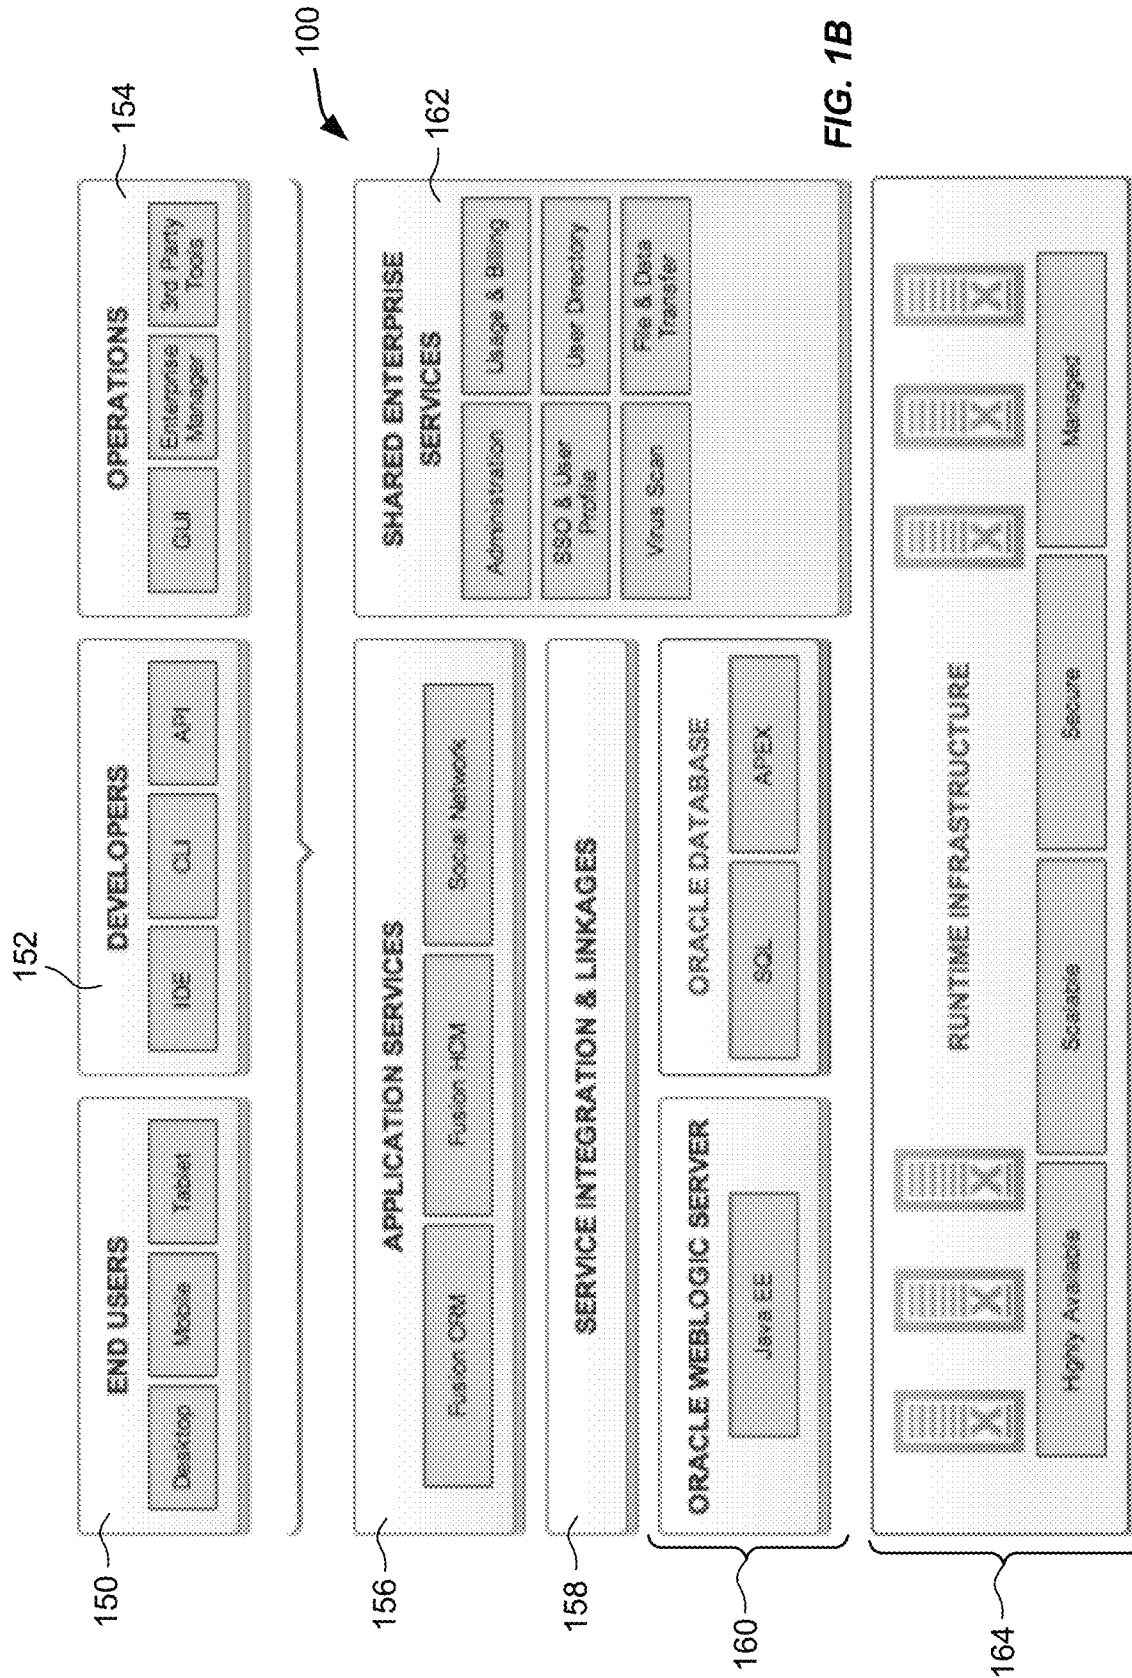 150
END USERS
Desktop
Mobile
Tablet
152
DEVELOPERS
IDE
CLI
API
154
OPERATIONS
GUI
Enterprise
Manager
3rd Party
Tools
100
156
APPLICATION SERVICES
Fusion CRM
Fusion HCM
Social Network
158
SERVICE INTEGRATION & LINKAGES
160
ORACLE WEBLOGIC SERVER
Java EE
ORACLE DATABASE
SQL
APEX
162
SHARED ENTERPRISE
SERVICES
Administration
Usage & Billing
SSO & User
Profile
User Directory
Virus Scan
File & Data
Transfer
164
RUNTIME INFRASTRUCTURE
X
X
X
X
X
X
Highly Available
Scalable
Secure
Managed
FIG. 1B